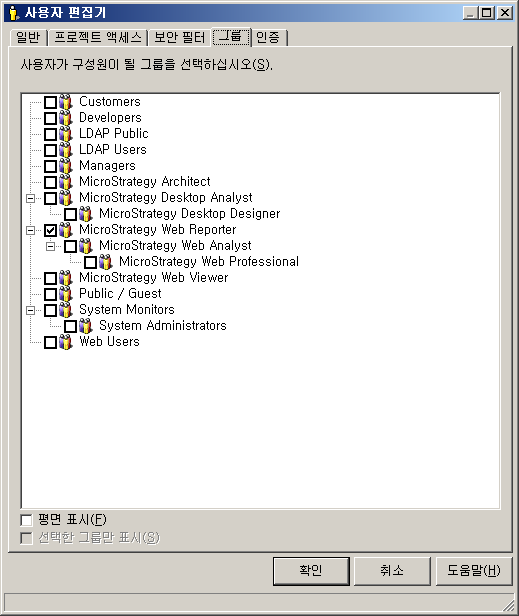 사용자 편집기
일반 프로젝트 액세스 보안 필터 그룹 인증
사용자가 구성원이 될 그룹을 선택하십시오(S).
Customers
Developers
LDAP Public
LDAP Users
Managers
MicroStrategy Architect
MicroStrategy Desktop Analyst
MicroStrategy Desktop Designer
MicroStrategy Web Reporter
MicroStrategy Web Analyst
MicroStrategy Web Professional
MicroStrategy Web Viewer
Public / Guest
System Monitors
System Administrators
Web Users
평면 표시(F)
선택한 그룹만 표시(S)
확인 취소 도움말(H)